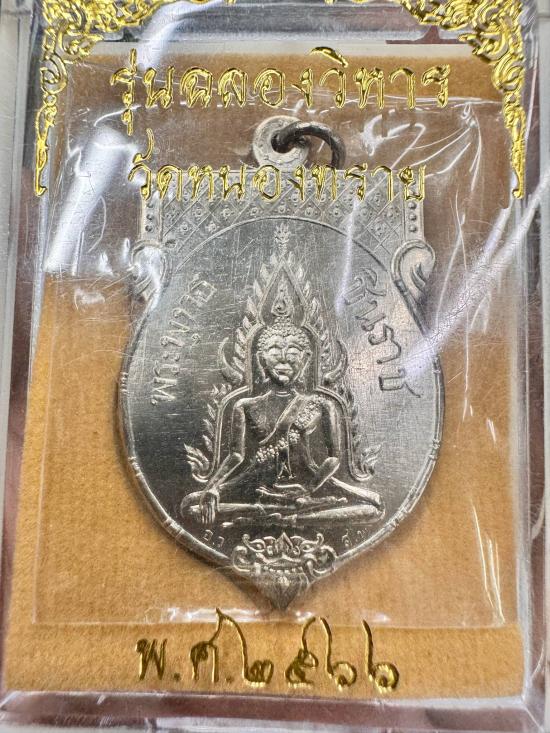 รุ่นฉลองวิหาร
วัดหนองทราย
พระพุทธ
ชินราช
พ.ศ.๒๕๖๖